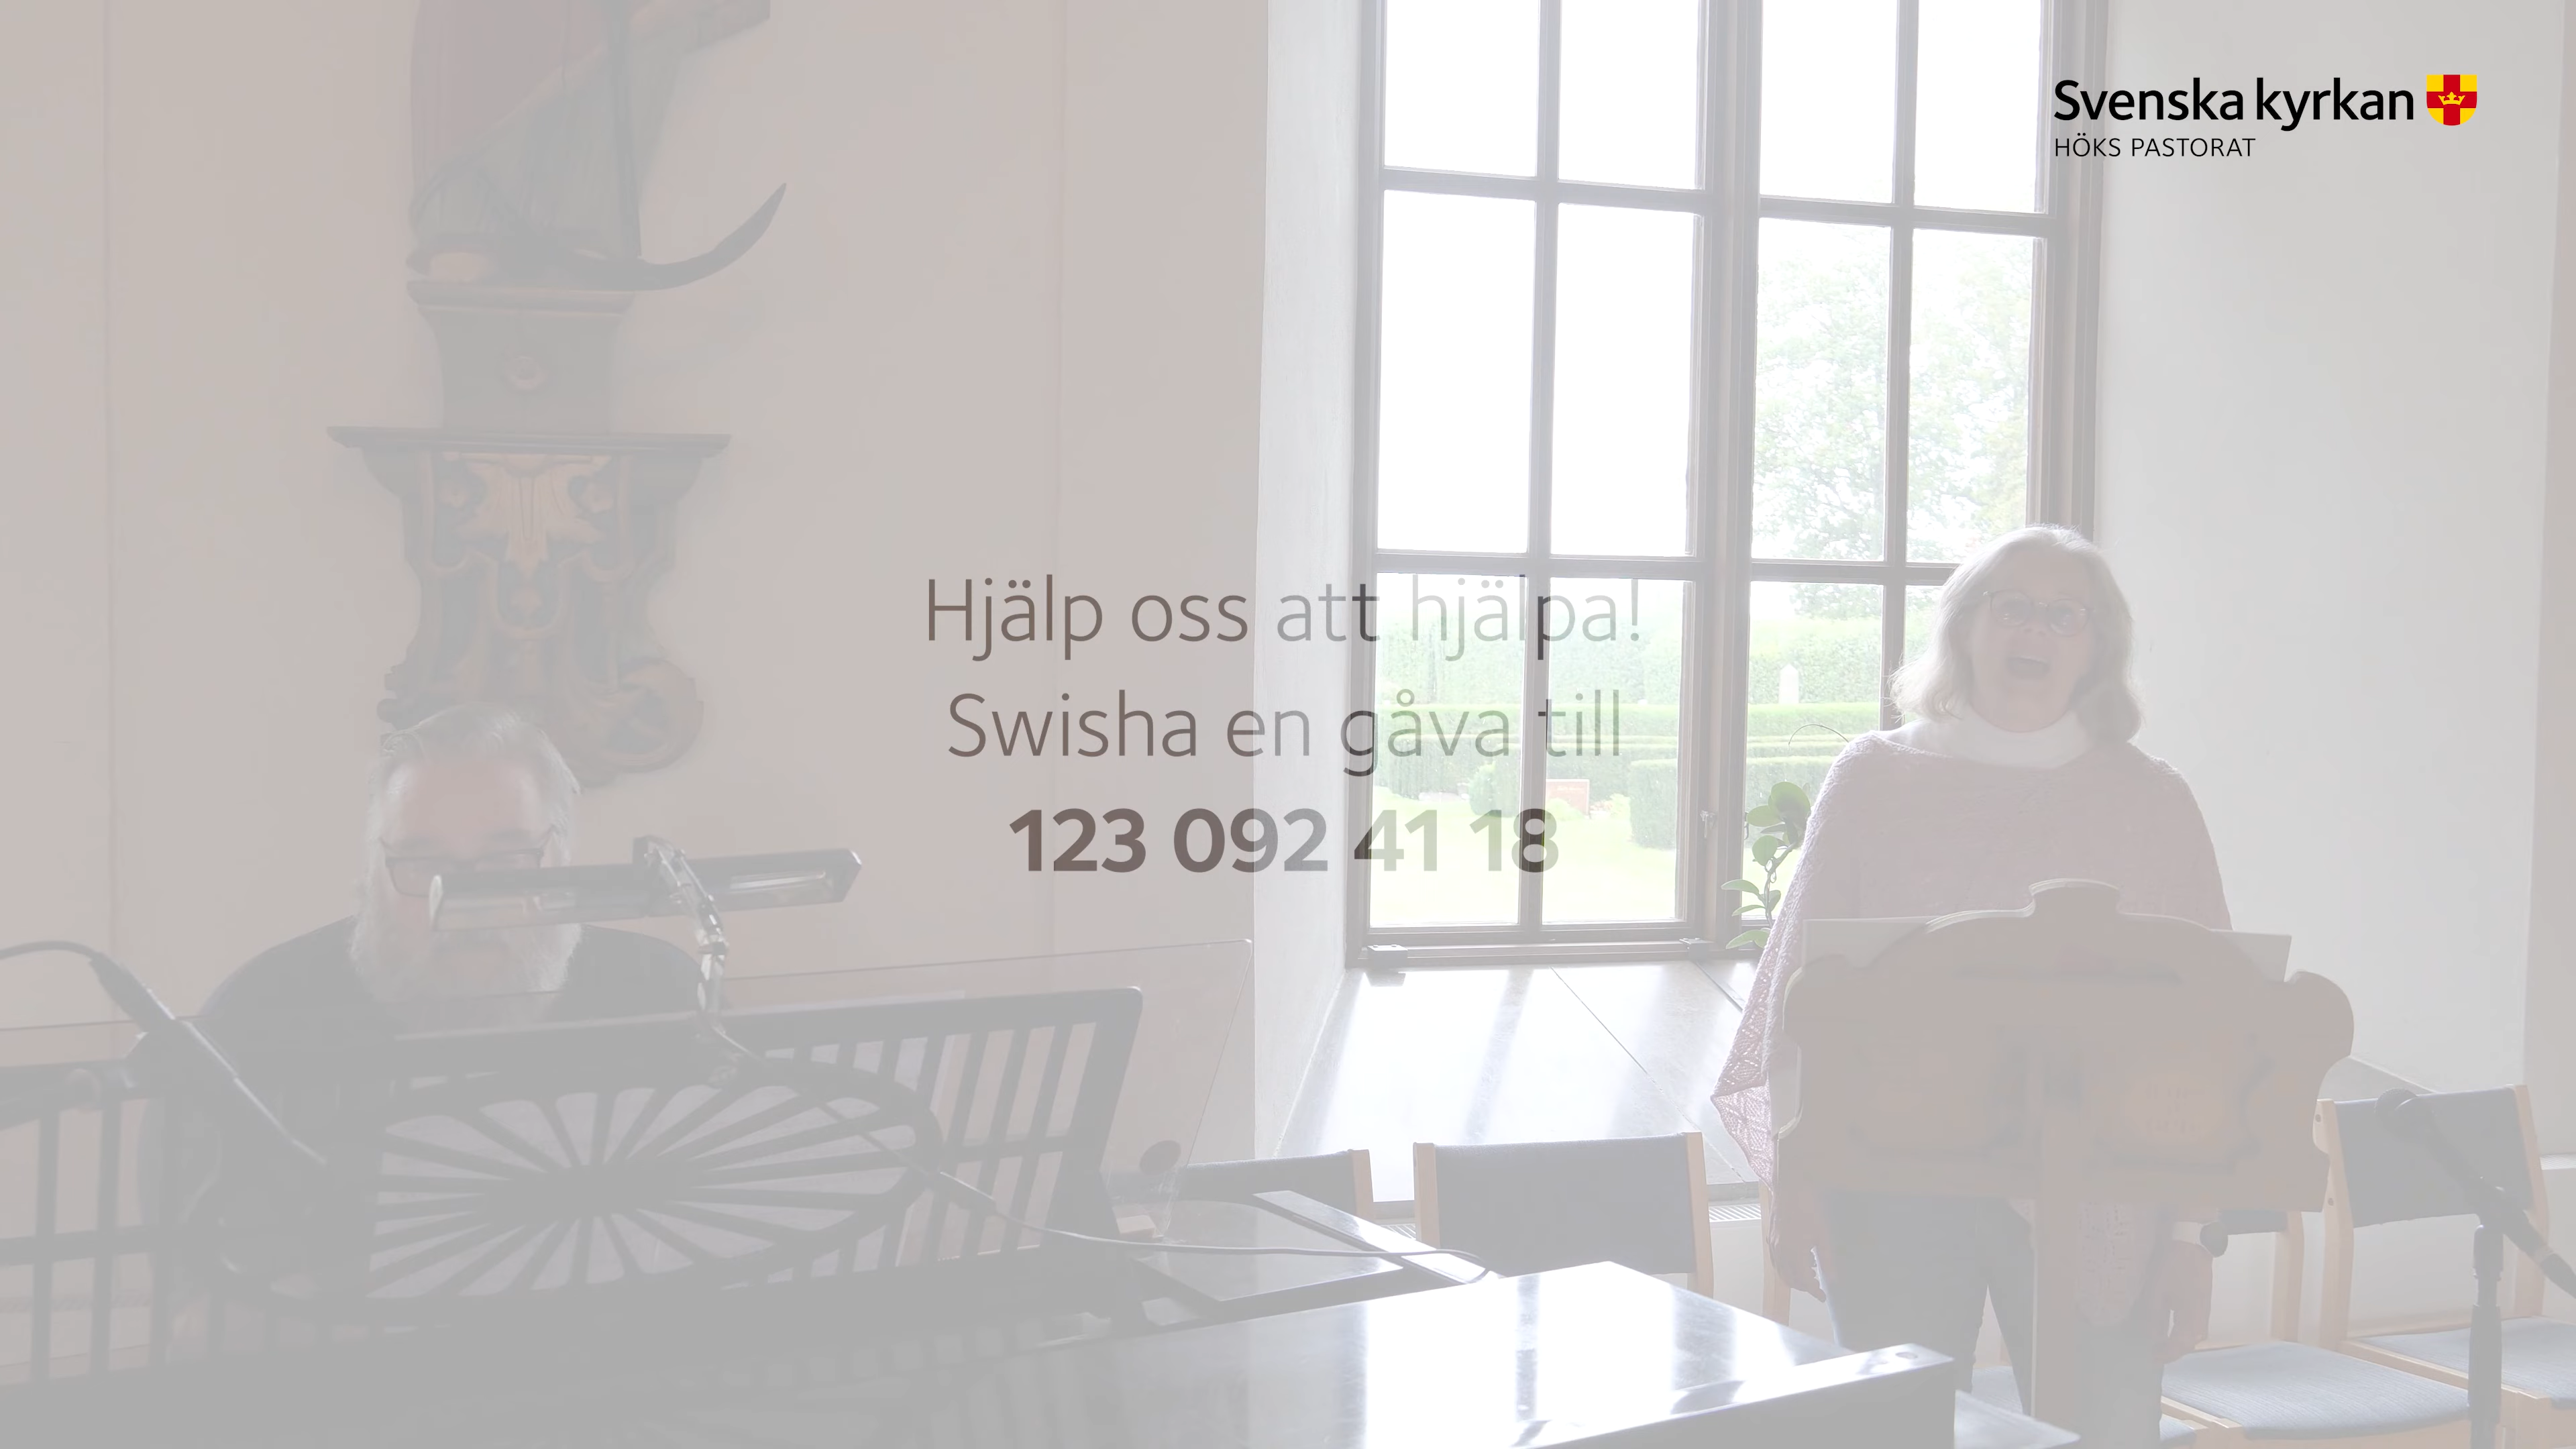 Svenska kyrkan
HÖKS PASTORAT
Hjälp oss att hjälpa!
Swisha en gåva till
123 092 41 18